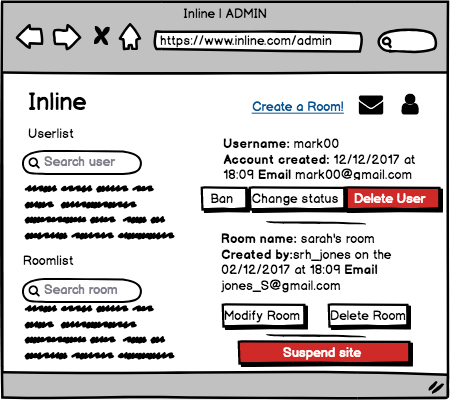 Inline | ADMIN
https://www.inline.com/admin
Inline
Create a Room!
Userlist
Search user
Username: mark00
Account created: 12/12/2017 at
18:09 Email mark00@gmail.com
Ban
Change status
Delete User
Roomlist
Search room
Room name: sarah's room
Created by:srh_jones on the
02/12/2017 at 18:09 Email
jones_S@gmail.com
Modify Room
Delete Room
Suspend site